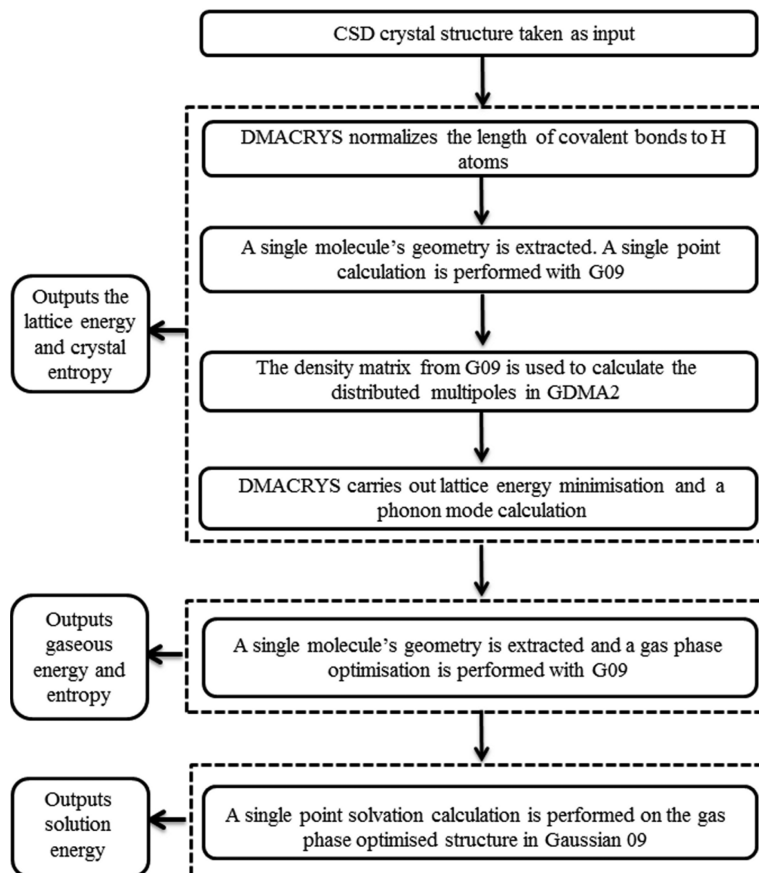 CSD crystal structure taken as input
DMACRYS normalizes the length of covalent bonds to H
atoms
A single molecule's geometry is extracted. A single point
calculation is performed with G09
Outputs the
lattice energy
and crystal
entropy
The density matrix from G09 is used to calculate the
distributed multipoles in GDMA2
DMACRYS carries out lattice energy minimisation and a
phonon mode calculation
Outputs
gaseous
energy and
entropy
A single molecule's geometry is extracted and a gas phase
optimisation is performed with G09
Outputs
solution
energy
A single point solvation calculation is performed on the gas
phase optimised structure in Gaussian 09